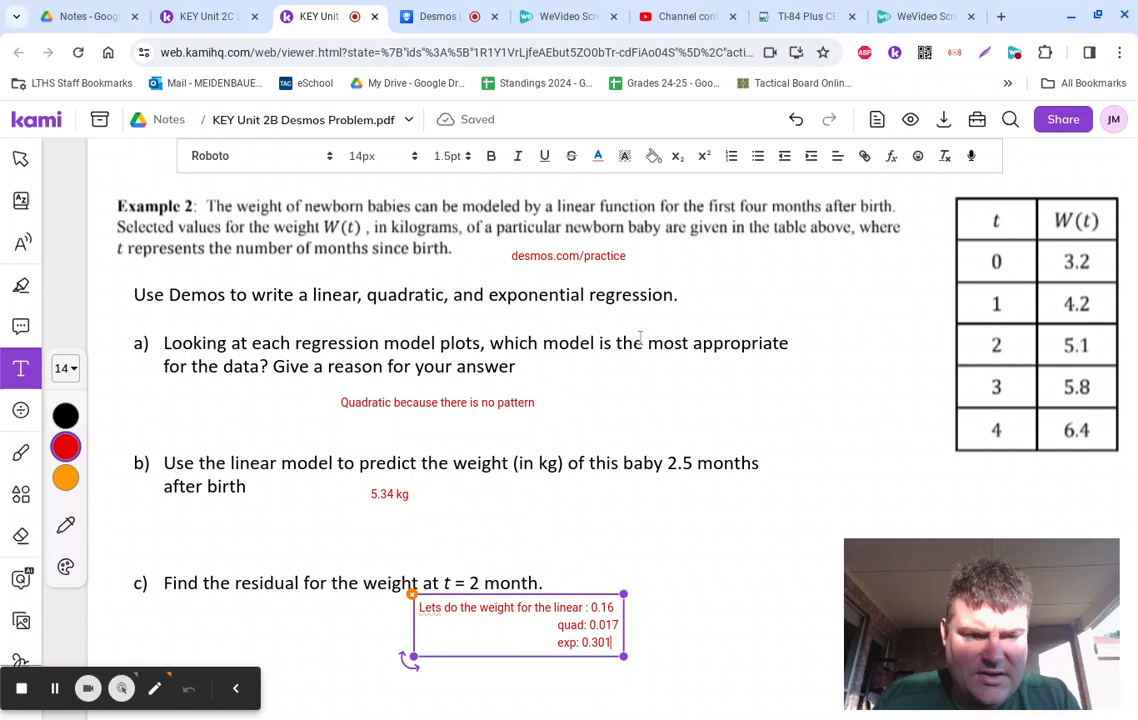 Notes - Goog
KEY Unit 2C 2
KEY Unit
Desmos |
WeVideo Scre
Channel cont
TI-84 Plus CE
WeVideo Scre
web.kamihq.com/web/viewer.html?state=%7B"ids"%3A%5B"1R1Y1VrLjfeAEbut5ZO0bTr-cdFiAo04S"%5D%2C"acti...
LTHS Staff Bookmarks
Mail - MEIDENBAUE...
TAC
eSchool
My Drive - Google Dr...
Standings 2024 - G...
Grades 24-25 - Goo...
Tactical Board Onlin...
All Bookmarks
kami
Notes / KEY Unit 2B Desmos Problem.pdf
Saved
Share
JM
Roboto
14px
1.5pt
Example 2: The weight of newborn babies can be modeled by a linear function for the first four months after birth.
Selected values for the weight W(t), in kilograms, of a particular newborn baby are given in the table above, where
t represents the number of months since birth.
desmos.com/practice
Use Demos to write a linear, quadratic, and exponential regression.
a) Looking at each regression model plots, which model is the most appropriate
for the data? Give a reason for your answer
Quadratic because there is no pattern
b) Use the linear model to predict the weight (in kg) of this baby 2.5 months
after birth
5.34 kg
c) Find the residual for the weight at t = 2 month.
Lets do the weight for the linear : 0.16
quad: 0.017
exp: 0.301
t W(t)
0 3.2
1 4.2
2 5.1
3 5.8
4 6.4
14